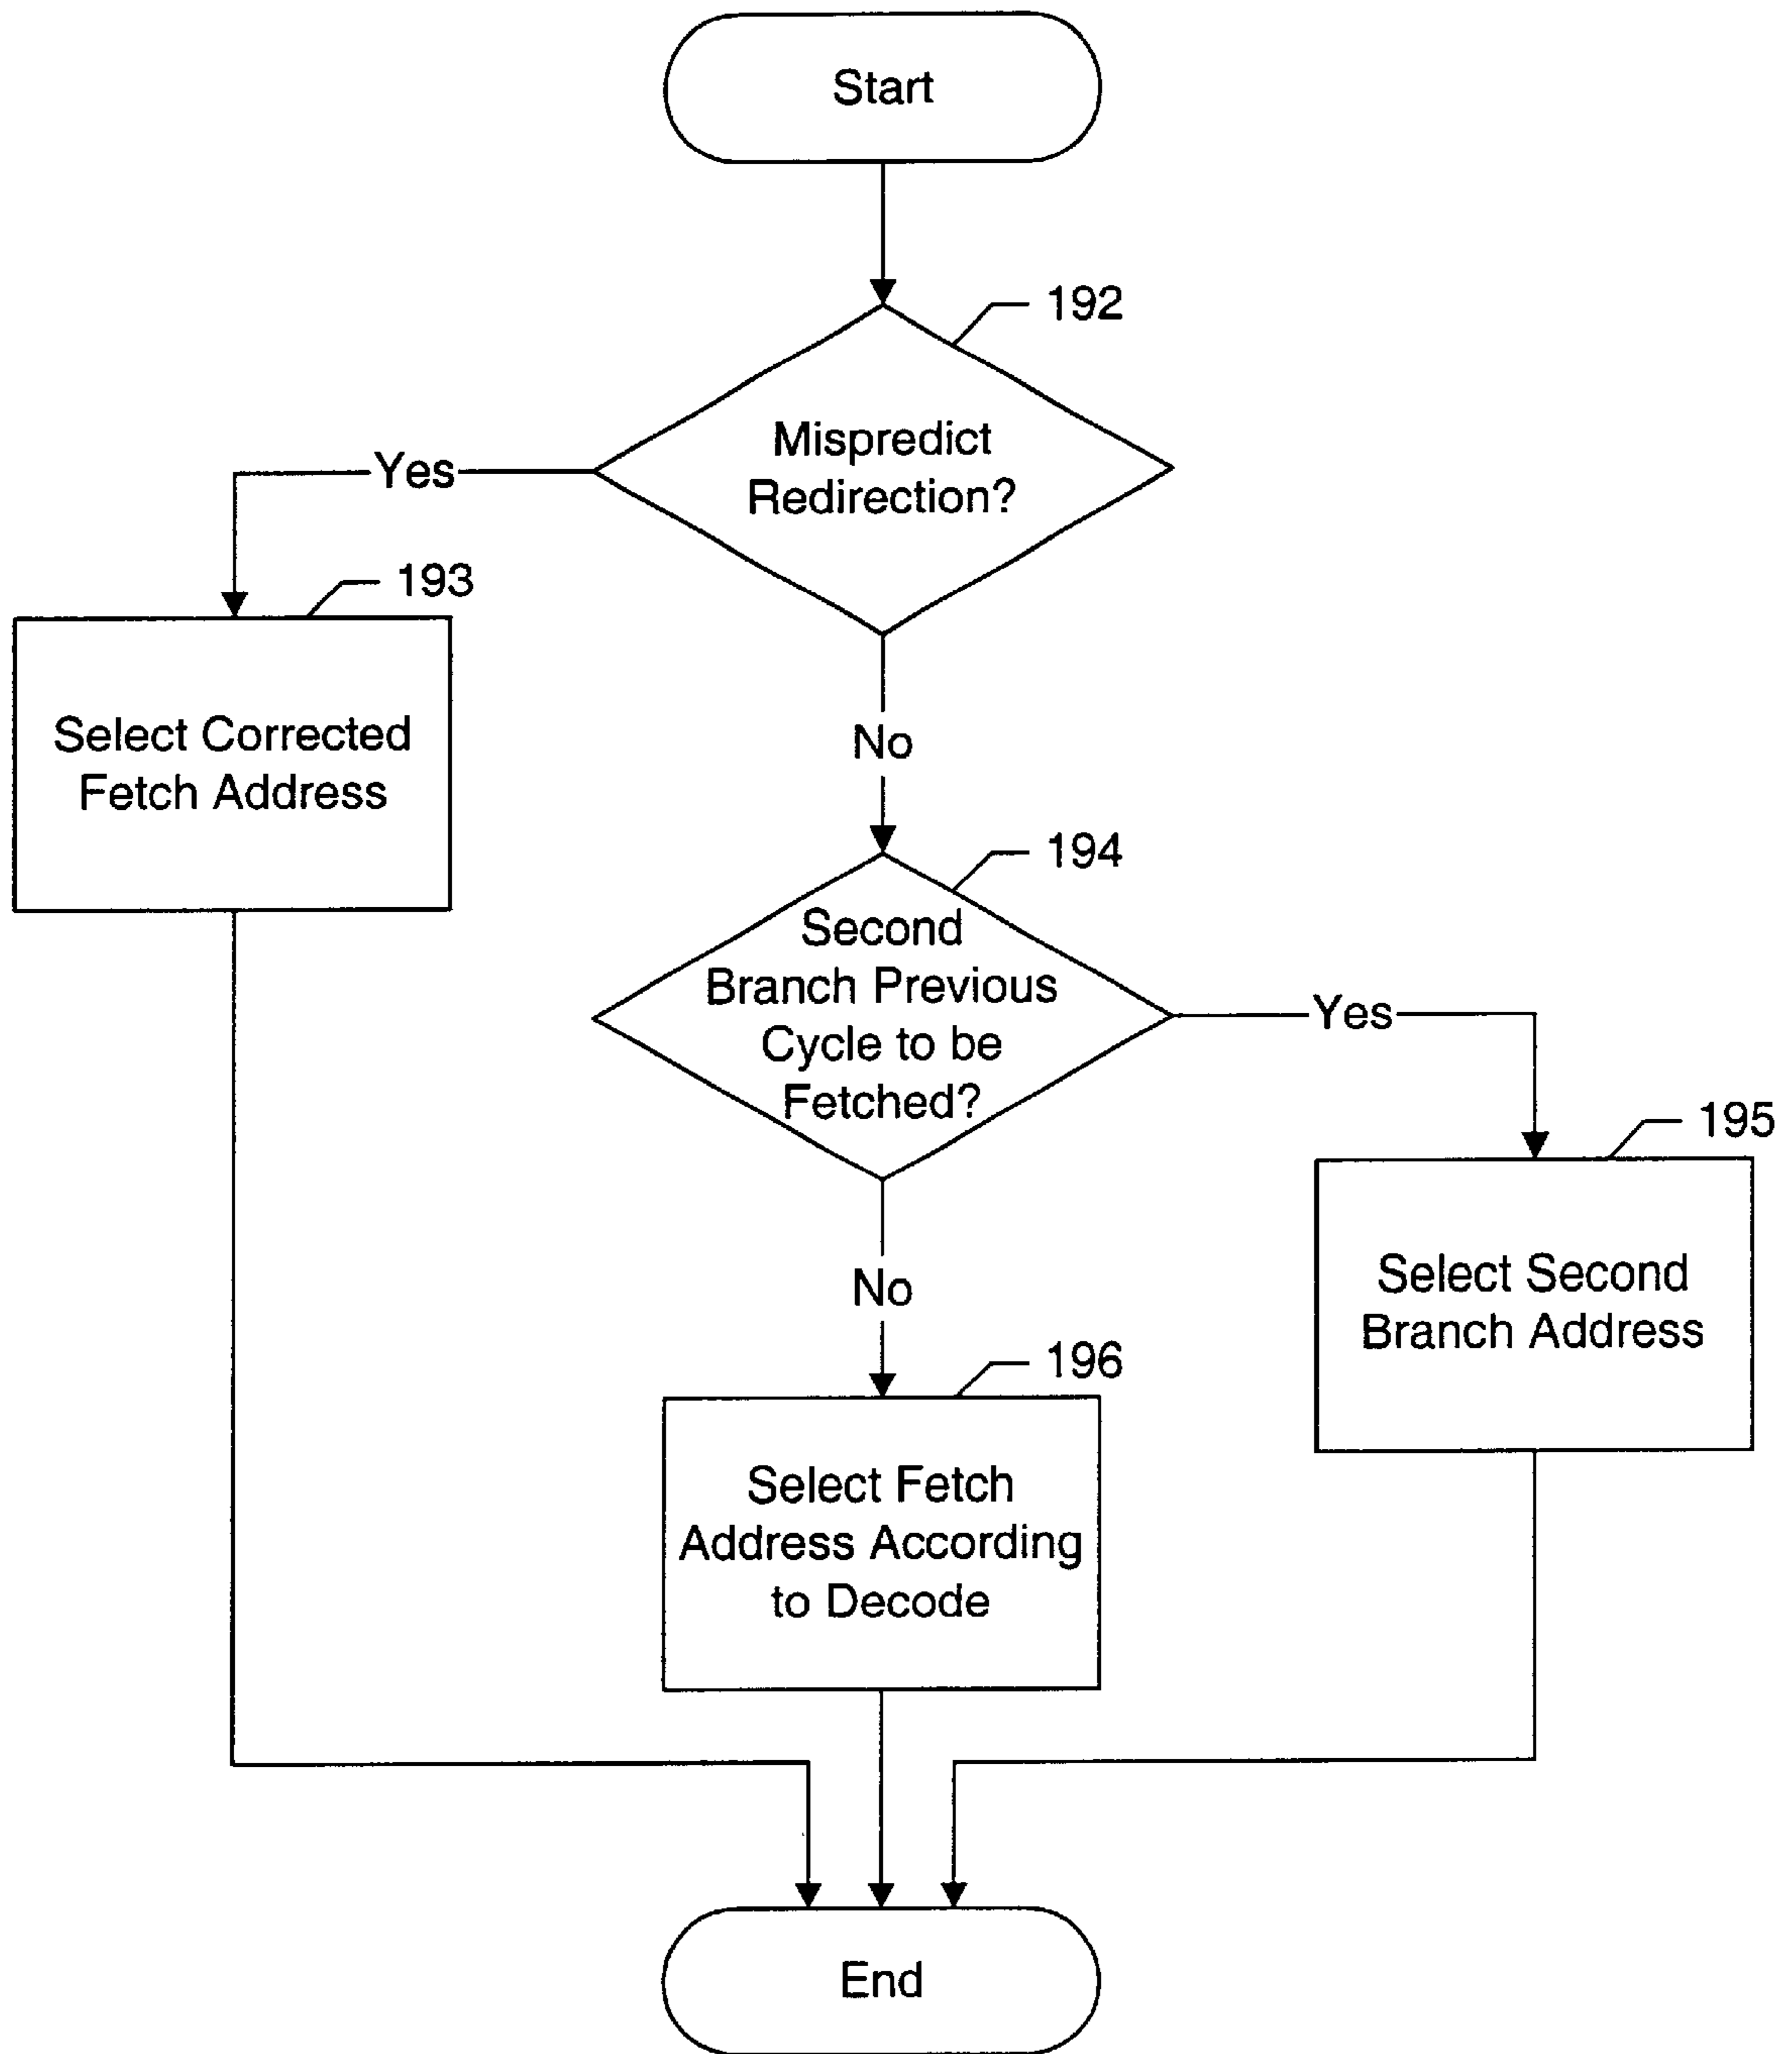 Start
192
Mispredict
Redirection?
Yes
193
Select Corrected
Fetch Address
No
194
Second
Branch Previous
Cycle to be
Fetched?
Yes
195
Select Second
Branch Address
No
196
Select Fetch
Address According
to Decode
End